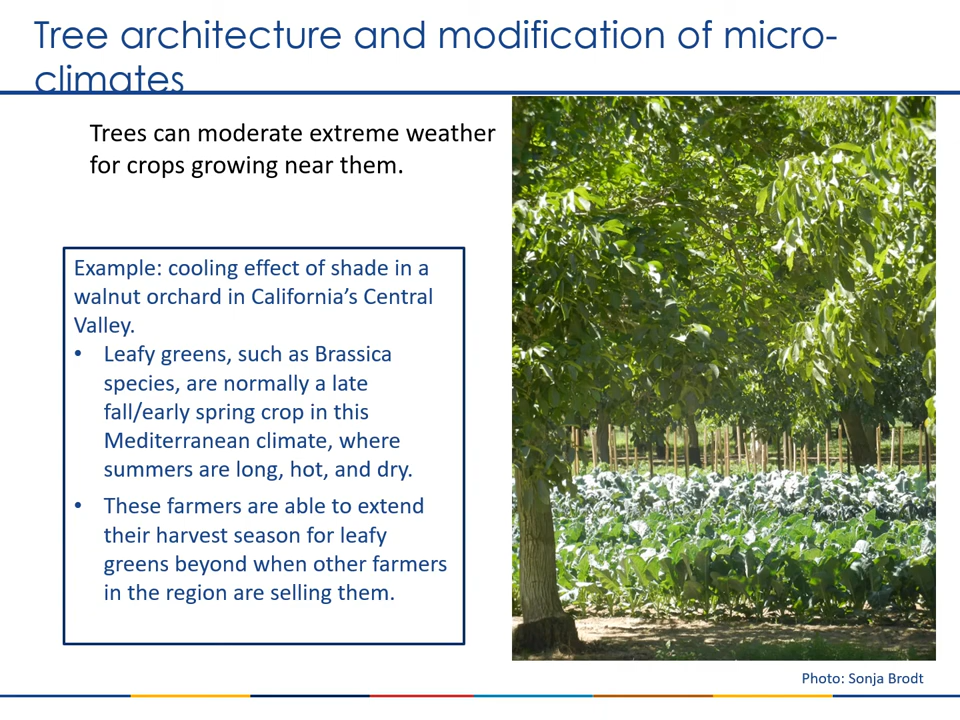 Tree architecture and modification of micro-
climates
Trees can moderate extreme weather
for crops growing near them.
Example: cooling effect of shade in a
walnut orchard in California’s Central
Valley.
• Leafy greens, such as Brassica
species, are normally a late
fall/early spring crop in this
Mediterranean climate, where
summers are long, hot, and dry.
• These farmers are able to extend
their harvest season for leafy
greens beyond when other farmers
in the region are selling them.
Photo: Sonja Brodt